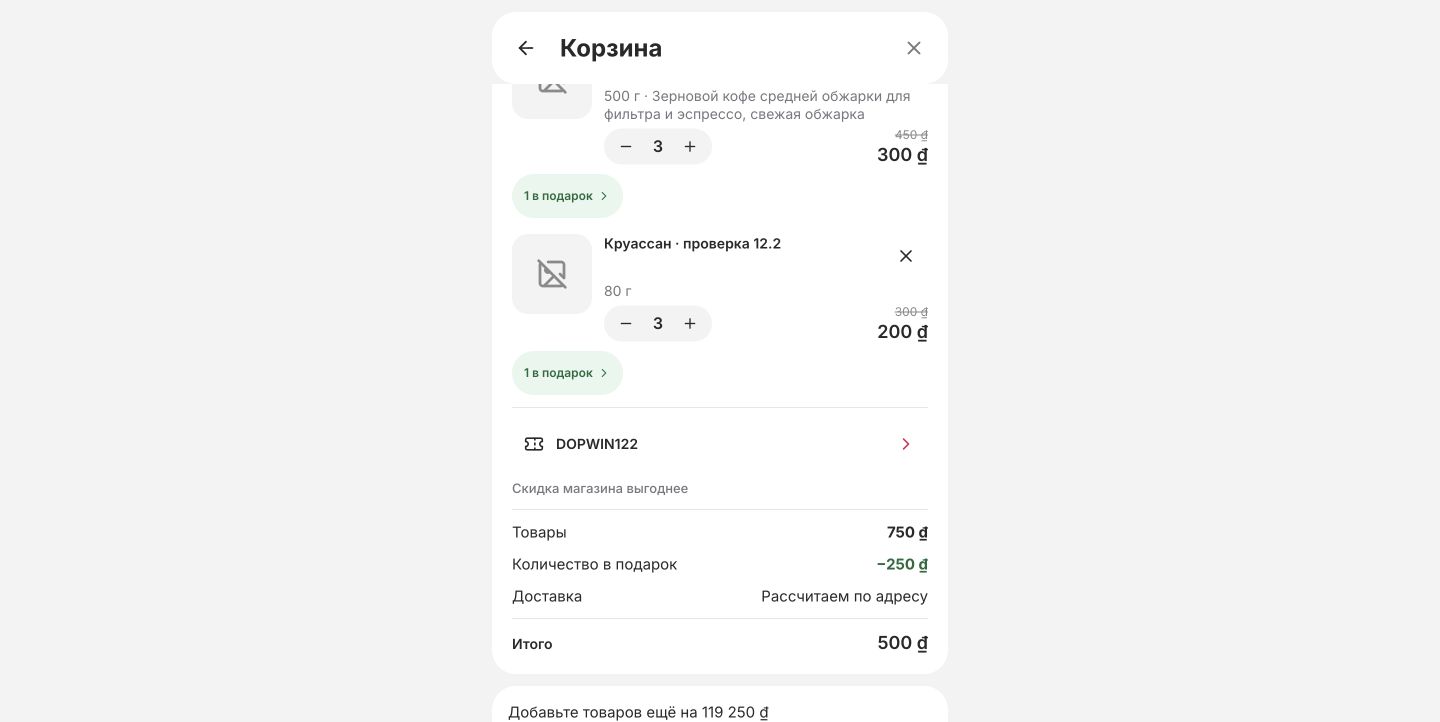 Корзина
500 г · Зерновой кофе средней обжарки для
фильтра и эспрессо, свежая обжарка
3
450 ₫
300 ₫
1 в подарок
Круассан · проверка 12.2
80 г
3
300 ₫
200 ₫
1 в подарок
DOPWIN122
Скидка магазина выгоднее
Товары 750 ₫
Количество в подарок −250 ₫
Доставка Рассчитаем по адресу
Итого 500 ₫
Добавьте товаров ещё на 119 250 ₫